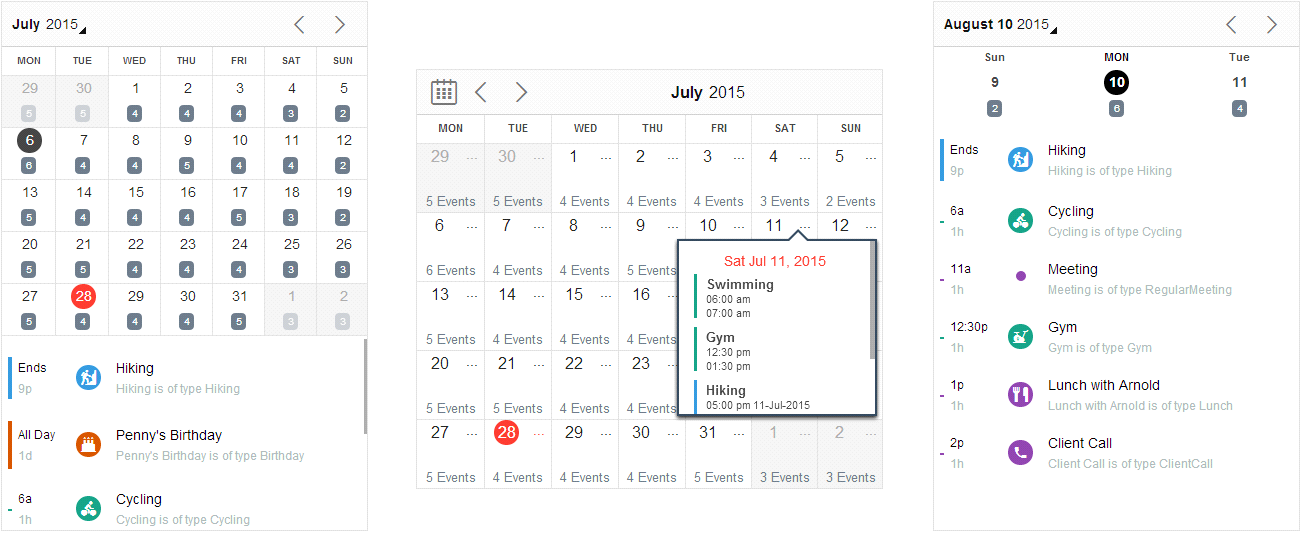 July 2015
MON TUE WED THU FRI SAT SUN
29 30 1 2 3 4 5
5 5 4 4 4 3 2
6 7 8 9 10 11 12
6 4 4 5 4 4 2
13 14 15 16 17 18 19
5 4 4 4 5 3 2
20 21 22 23 24 25 26
5 5 4 4 4 3 3
27 28 29 30 31 1 2
5 4 4 4 5 3 3
Ends Hiking
9p Hiking is of type Hiking
All Day Penny's Birthday
1d Penny's Birthday is of type Birthday
6a Cycling
1h Cycling is of type Cycling
July 2015
MON TUE WED THU FRI SAT SUN
29 ... 30 ... 1 ... 2 ... 3 ... 4 ... 5 ...
5 Events 5 Events 4 Events 4 Events 4 Events 3 Events 2 Events
6 ... 7 ... 8 ... 9 ... 10 ... 11 ... 12 ...
6 Events 4 Events 4 Events 5 Events
13 ... 14 ... 15 ... 16 ...
5 Events 4 Events 4 Events 4 Events
20 ... 21 ... 22 ... 23 ...
5 Events 5 Events 4 Events 4 Events
27 ... 28 ... 29 ... 30 ... 31 ... 1 ... 2 ...
5 Events 4 Events 4 Events 4 Events 5 Events 3 Events 3 Events
Sat Jul 11, 2015
Swimming
06:00 am
07:00 am
Gym
12:30 pm
01:30 pm
Hiking
05:00 pm 11-Jul-2015
August 10 2015
Sun MON Tue
9 10 11
2 6 4
Ends Hiking
9p Hiking is of type Hiking
6a Cycling
1h Cycling is of type Cycling
11a Meeting
1h Meeting is of type RegularMeeting
12:30p Gym
1h Gym is of type Gym
1p Lunch with Arnold
1h Lunch with Arnold is of type Lunch
2p Client Call
1h Client Call is of type ClientCall